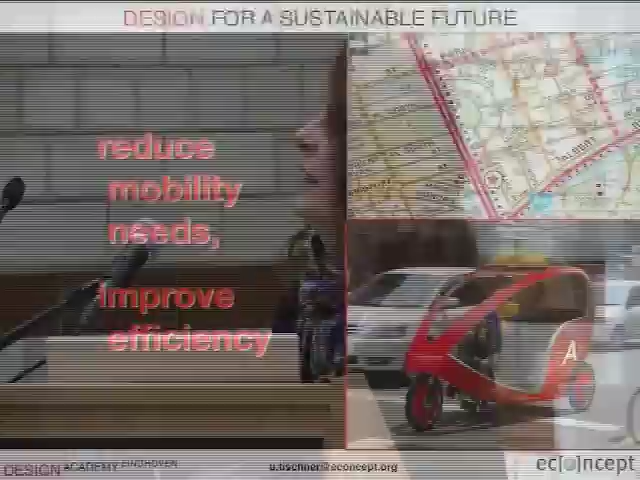 DESIGN FOR A SUSTAINABLE FUTURE
reduce
mobility
needs,
improve
efficiency
A
DESIGN ACADEMY EINDHOVEN
u.tischner@econcept.org
ec[o]ncept